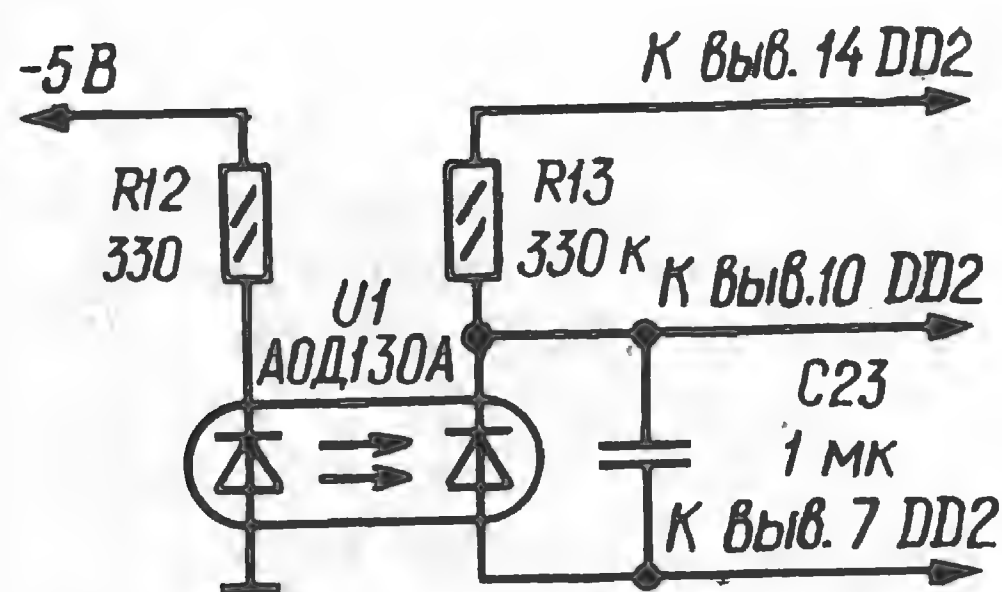 -5 В
К выв. 14 DD2
R12
330
R13
330 к
К выв. 10 DD2
U1
АОД130А
C23
1 мк
К выв. 7 DD2